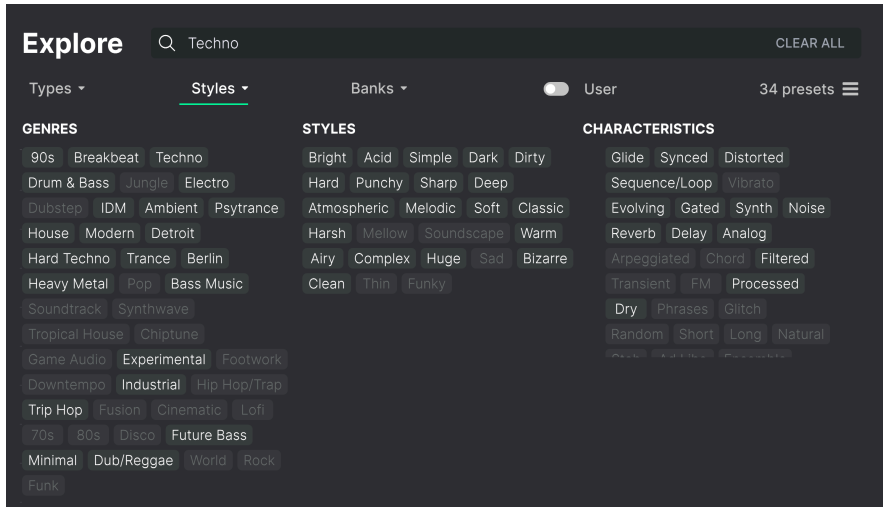 Explore
Techno
CLEAR ALL
Types
Styles
Banks
User
34 presets
GENRES
90s Breakbeat Techno
Drum & Bass Jungle Electro
Dubstep IDM Ambient Psytrance
House Modern Detroit
Hard Techno Trance Berlin
Heavy Metal Pop Bass Music
Soundtrack Synthwave
Tropical House Chiptune
Game Audio Experimental Footwork
Downtempo Industrial Hip Hop/Trap
Trip Hop Fusion Cinematic Lofi
70s 80s Disco Future Bass
Minimal Dub/Reggae World Rock
Funk
STYLES
Bright Acid Simple Dark Dirty
Hard Punchy Sharp Deep
Atmospheric Melodic Soft Classic
Harsh Mellow Soundscape Warm
Airy Complex Huge Sad Bizarre
Clean Thin Funky
CHARACTERISTICS
Glide Synced Distorted
Sequence/Loop Vibrato
Evolving Gated Synth Noise
Reverb Delay Analog
Arpeggiated Chord Filtered
Transient FM Processed
Dry Phrases Glitch
Random Short Long Natural